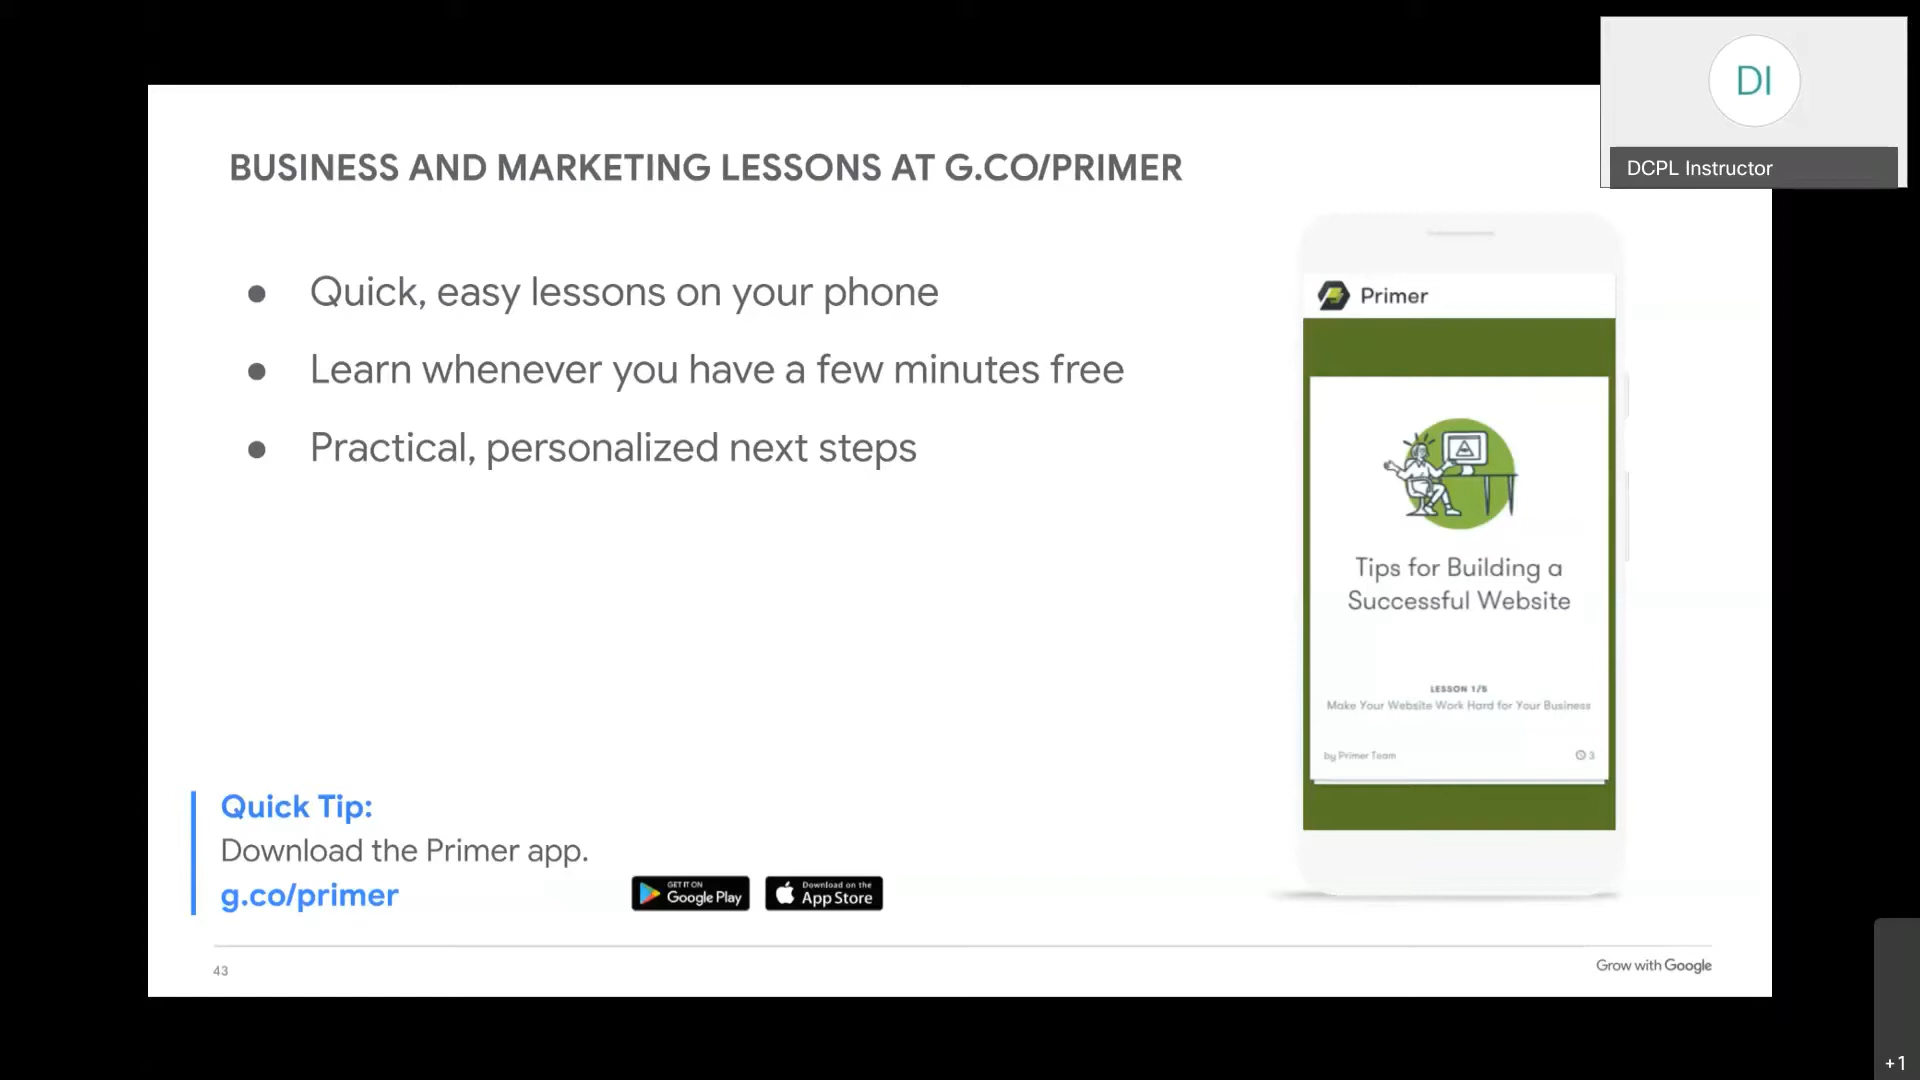 DI
DCPL Instructor
BUSINESS AND MARKETING LESSONS AT G.CO/PRIMER
● Quick, easy lessons on your phone
● Learn whenever you have a few minutes free
● Practical, personalized next steps
Primer
Tips for Building a
Successful Website
LESSON 1/5
Make Your Website Work Hard for Your Business
by Primer Team
3
Quick Tip:
Download the Primer app.
g.co/primer
GET IT ON
Google Play
Download on the
App Store
43
Grow with Google
+1